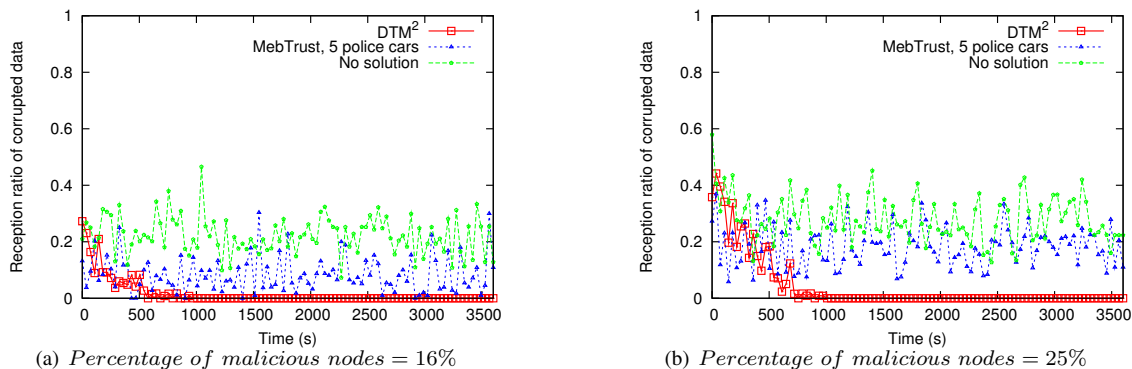 Reception ratio of corrupted data
1
0.8
0.6
0.4
0.2
0
DTM²
MebTrust, 5 police cars
No solution
0 500 1000 1500 2000 2500 3000 3500
Time (s)
(a) Percentage of malicious nodes = 16%
Reception ratio of corrupted data
1
0.8
0.6
0.4
0.2
0
DTM²
MebTrust, 5 police cars
No solution
0 500 1000 1500 2000 2500 3000 3500
Time (s)
(b) Percentage of malicious nodes = 25%